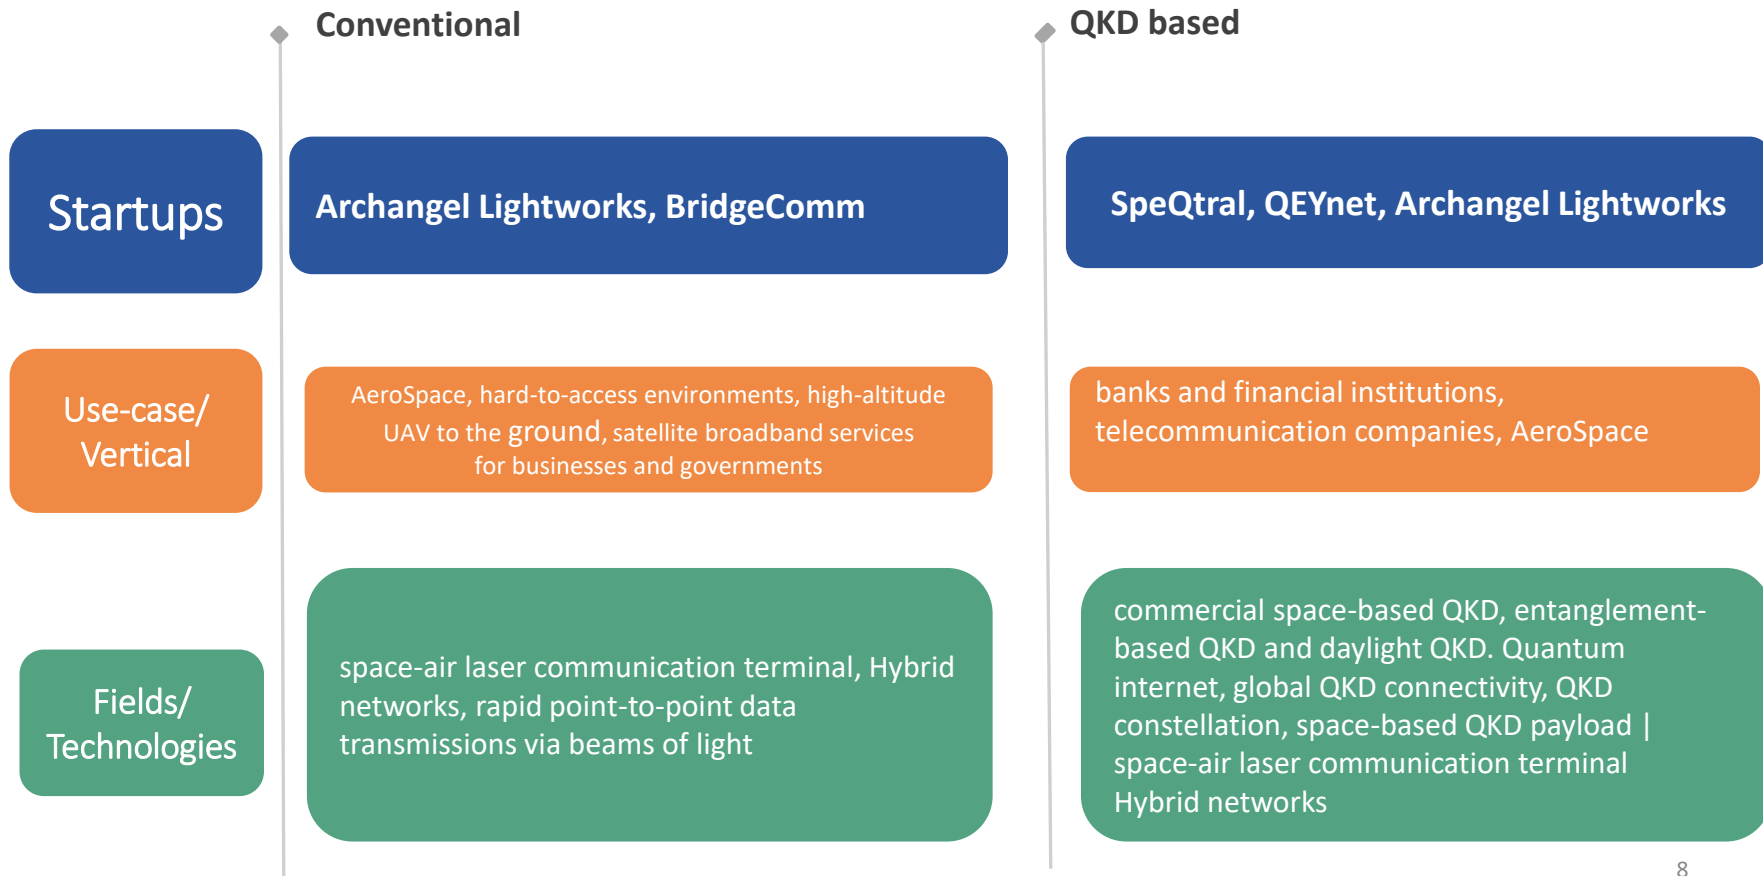 Conventional
QKD based
Startups
Archangel Lightworks, BridgeComm
SpeQtral, QEYnet, Archangel Lightworks
Use-case/
Vertical
AeroSpace, hard-to-access environments, high-altitude
UAV to the ground, satellite broadband services
for businesses and governments
banks and financial institutions,
telecommunication companies, AeroSpace
Fields/
Technologies
space-air laser communication terminal, Hybrid
networks, rapid point-to-point data
transmissions via beams of light
commercial space-based QKD, entanglement-
based QKD and daylight QKD. Quantum
internet, global QKD connectivity, QKD
constellation, space-based QKD payload |
space-air laser communication terminal
Hybrid networks
8